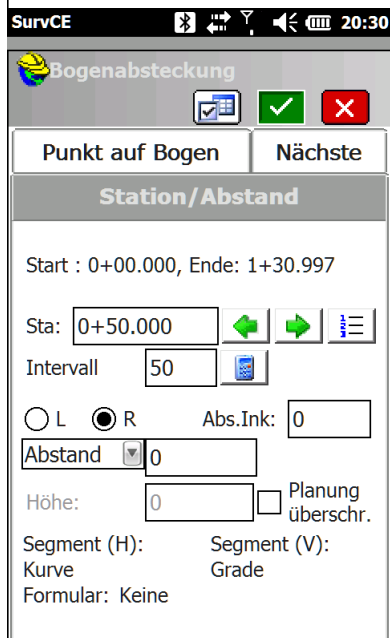 SurvCE 20:30
Bogenabsteckung
Punkt auf Bogen Nächste
Station/Abstand
Start : 0+00.000, Ende: 1+30.997
Sta: 0+50.000
Intervall 50
L R Abs.Ink: 0
Abstand 0
Höhe: 0 Planung
überschr.
Segment (H): Segment (V):
Kurve Grade
Formular: Keine